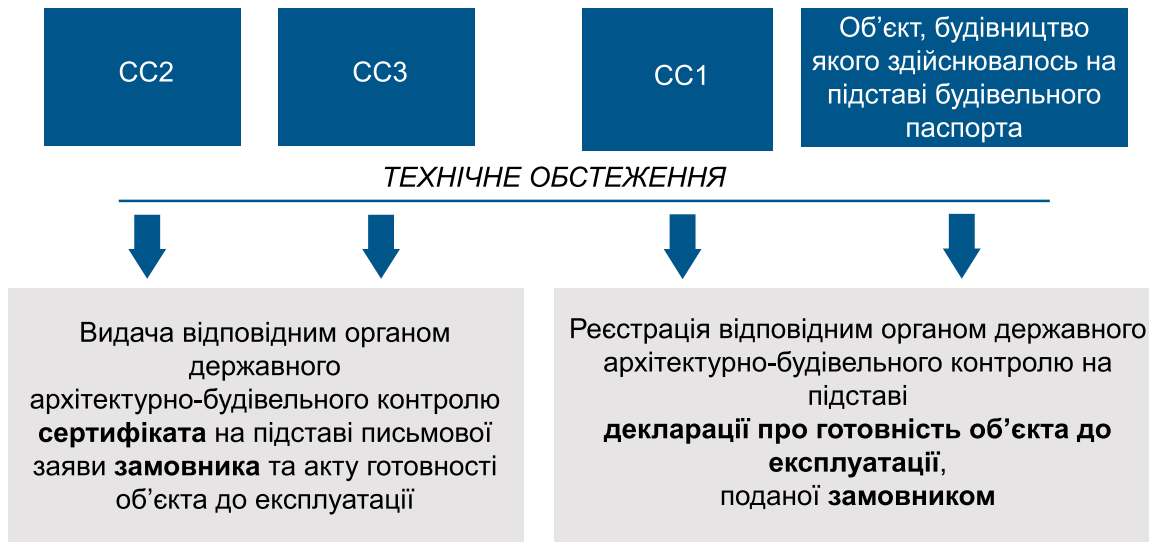 СС2
СС3
СС1
Об’єкт, будівництво
якого здійснювалось на
підставі будівельного
паспорта
ТЕХНІЧНЕ ОБСТЕЖЕННЯ
Видача відповідним органом
державного
архітектурно-будівельного контролю
сертифіката на підставі письмової
заяви замовника та акту готовності
об’єкта до експлуатації
Реєстрація відповідним органом державного
архітектурно-будівельного контролю на
підставі
декларації про готовність об’єкта до
експлуатації,
поданої замовником